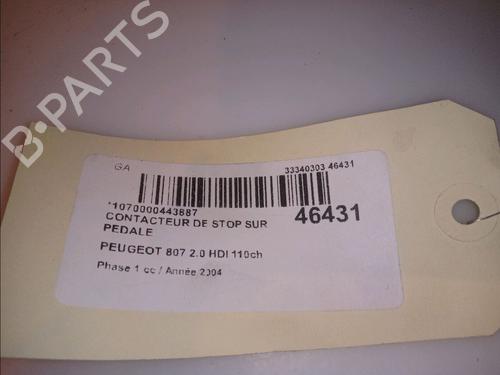 B-PARTS
GA
33340303 46431
*1070000443887
46431
CONTACTEUR DE STOP SUR
PEDALE
PEUGEOT 807 2.0 HDI 110ch
Phase 1 cc / Année 2004